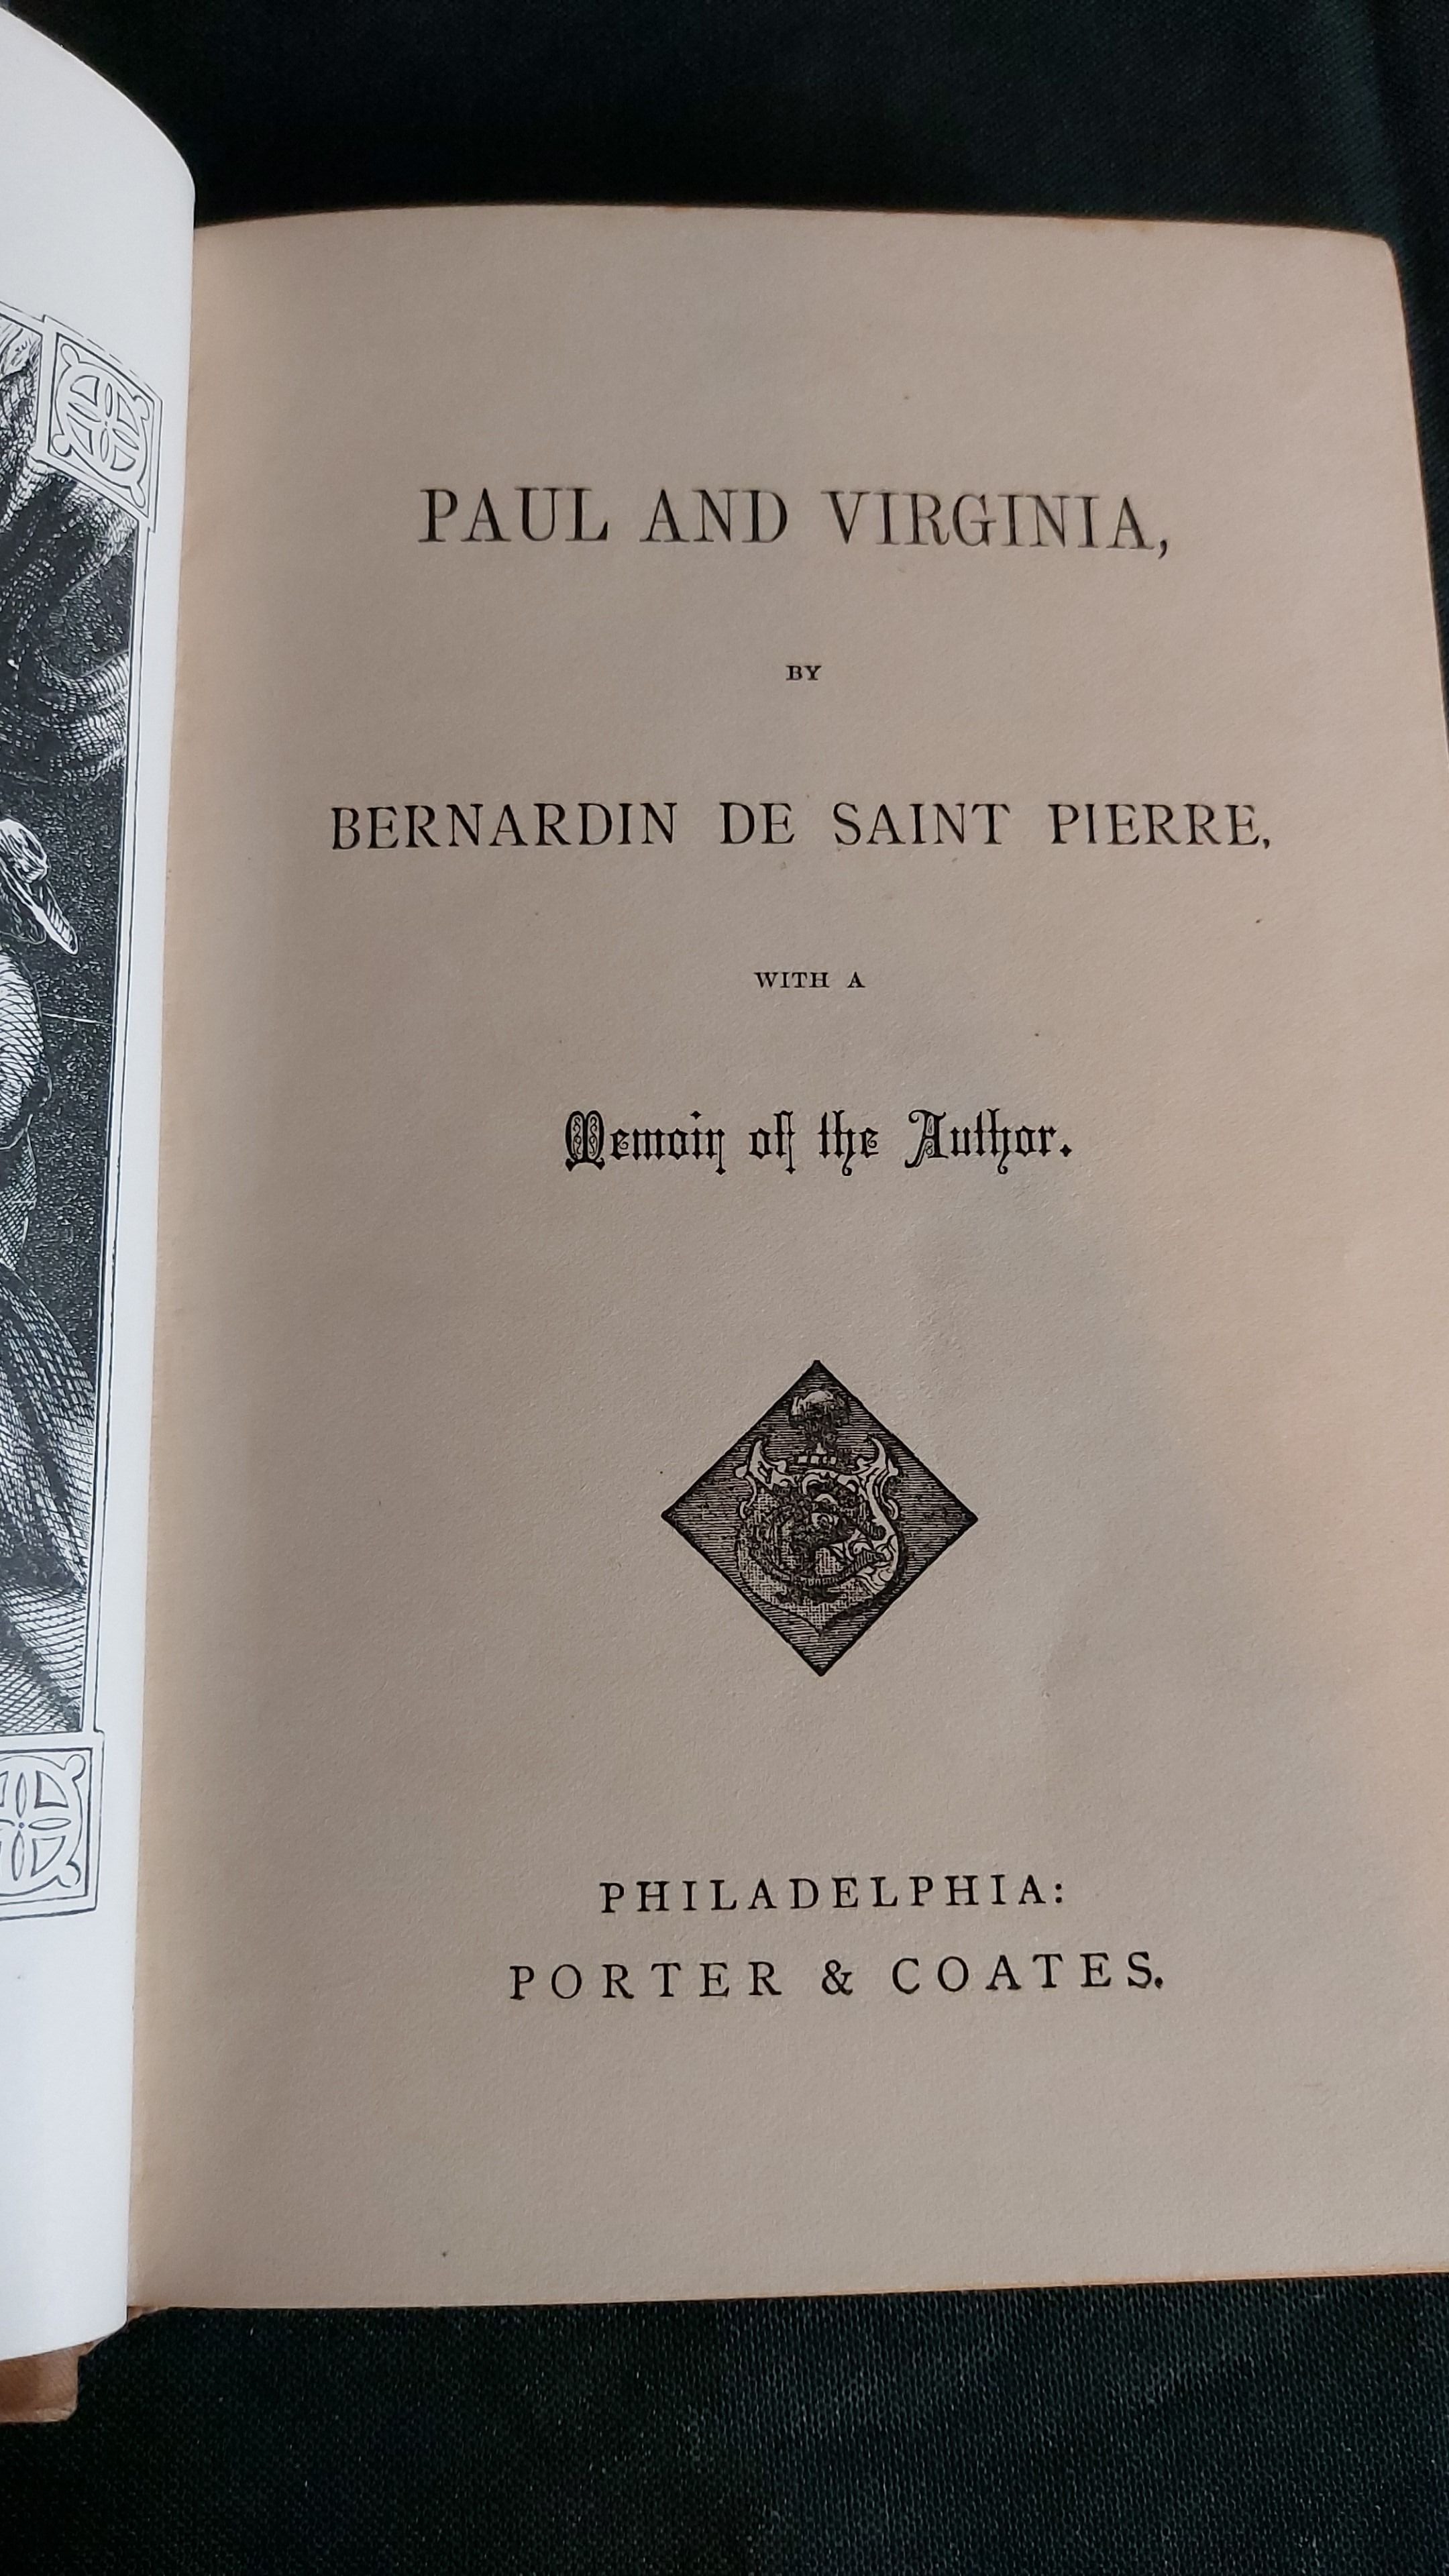 PAUL AND VIRGINIA,
BY
BERNARDIN DE SAINT PIERRE,
WITH A
Memoir of the Author.
PHILADELPHIA:
PORTER & COATES.